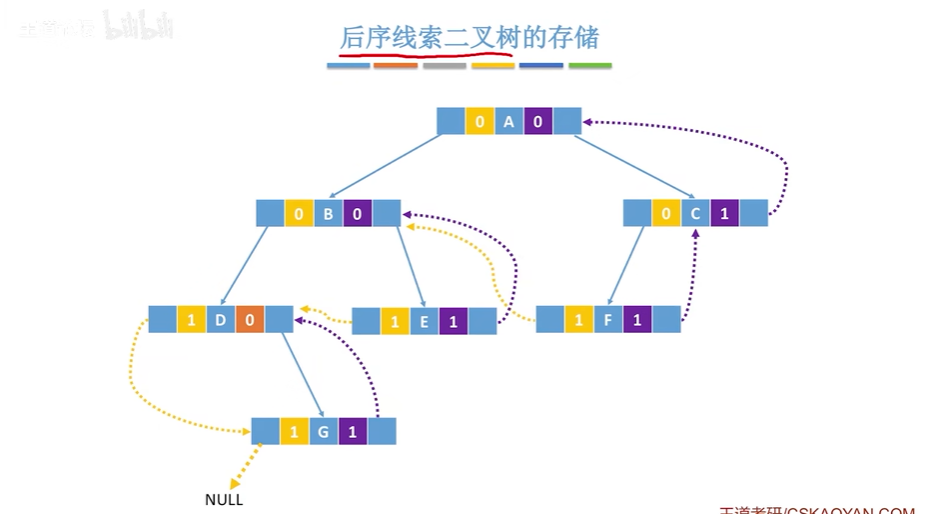 后序线索二叉树的存储
0 A 0
0 B 0
0 C 1
1 D 0
1 E 1
1 F 1
1 G 1
NULL
王道考研/CSKAOYAN.COM